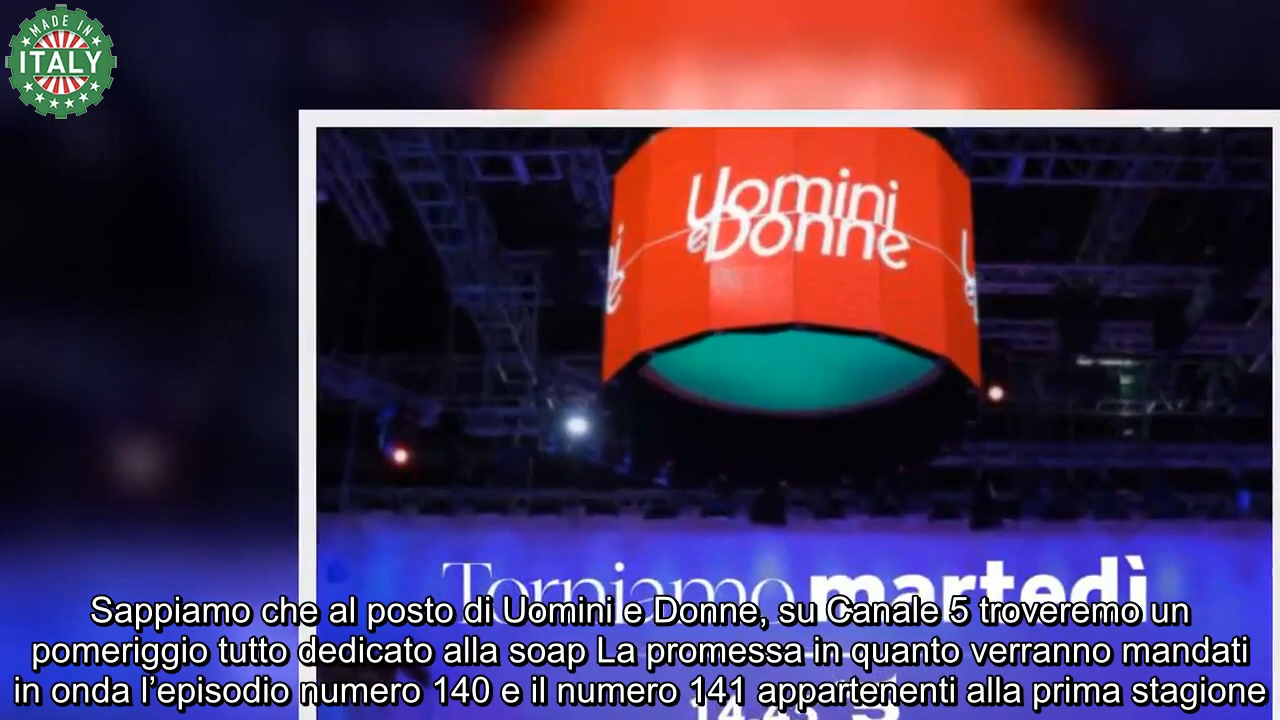 MADE IN
ITALY
Uomini
e Donne
Torniamo martedì
14.45
Sappiamo che al posto di Uomini e Donne, su Canale 5 troveremo un
pomeriggio tutto dedicato alla soap La promessa in quanto verranno mandati
in onda l’episodio numero 140 e il numero 141 appartenenti alla prima stagione